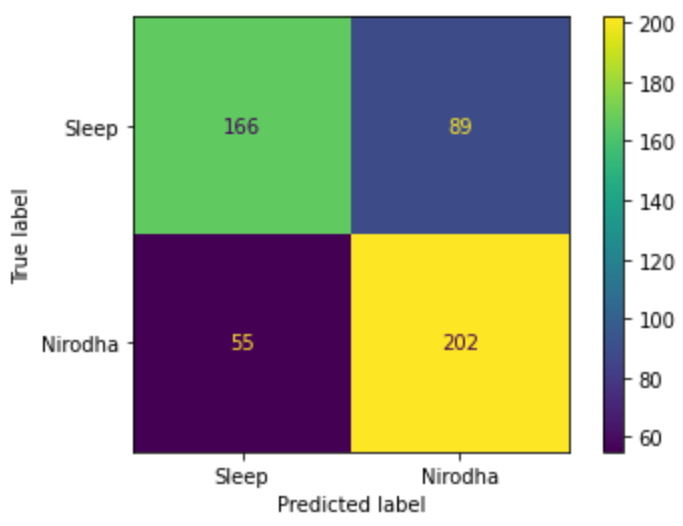 True label
Sleep
166
89
Nirodha
55
202
Sleep
Nirodha
Predicted label
200
180
160
140
120
100
80
60